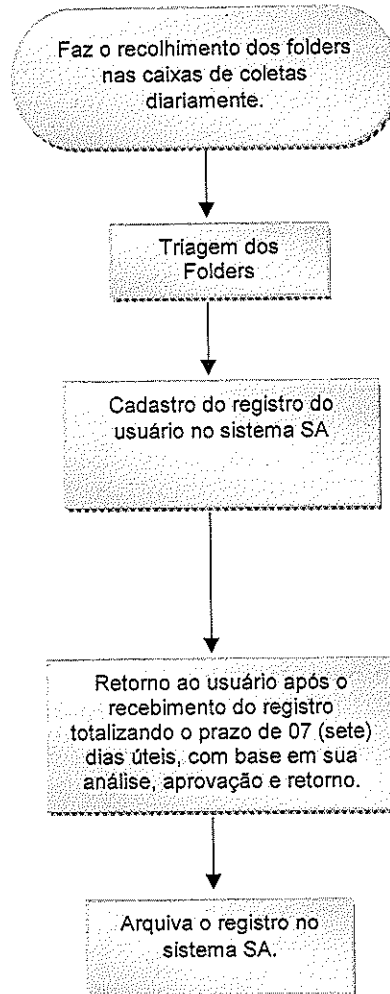 Faz o recolhimento dos folders
nas caixas de coletas
diariamente.
Triagem dos
Folders
Cadastro do registro do
usuário no sistema SA
Retorno ao usuário após o
recebimento do registro
totalizando o prazo de 07 (sete)
dias úteis, com base em sua
análise, aprovação e retorno.
Arquiva o registro no
sistema SA.